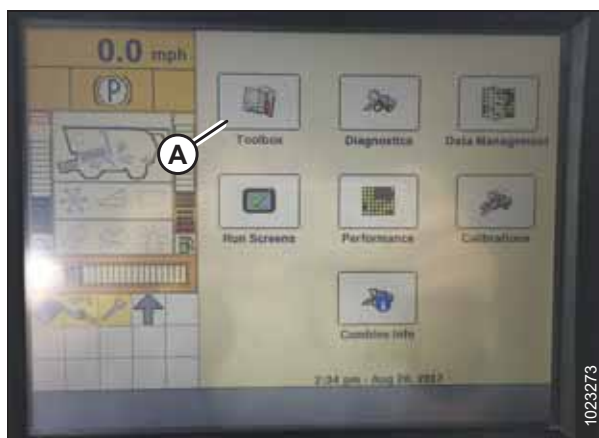 0.0 mph
(P)
A
Toolbox
Diagnostics
Data Management
Run Screens
Performance
Calibrations
Combine Info
2:34 pm - Aug 29, 2017
1023273